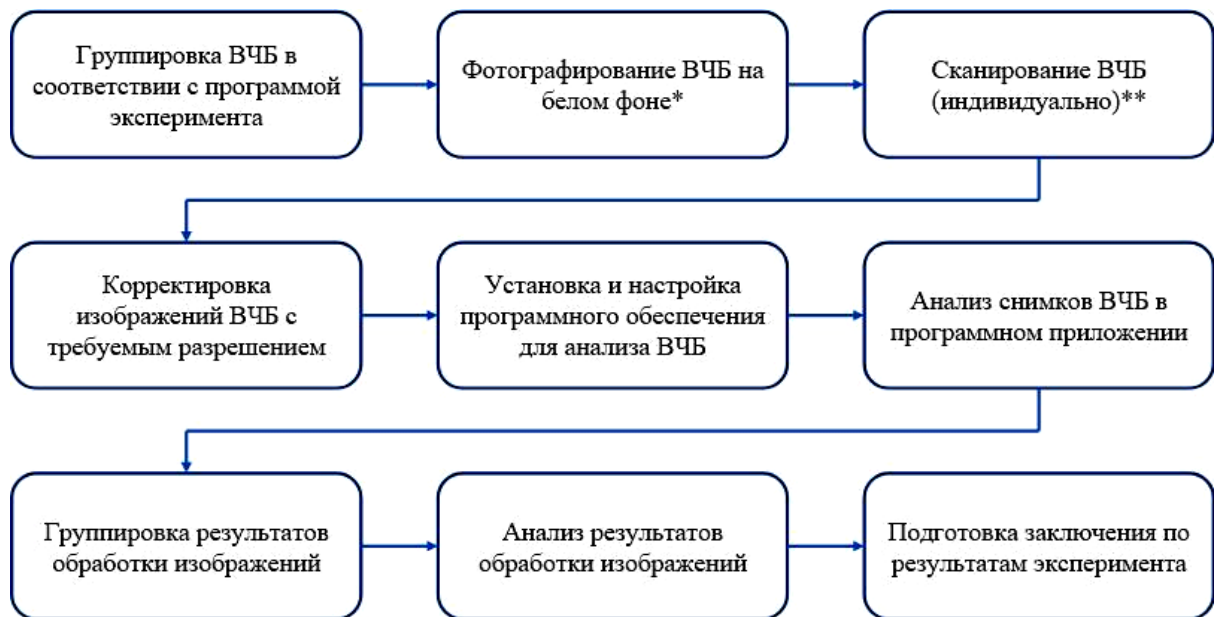 Группировка ВЧБ в
соответствии с программой
эксперимента
Фотографирование ВЧБ на
белом фоне*
Сканирование ВЧБ
(индивидуально)**
Корректировка
изображений ВЧБ с
требуемым разрешением
Установка и настройка
программного обеспечения
для анализа ВЧБ
Анализ снимков ВЧБ в
программном приложении
Группировка результатов
обработки изображений
Анализ результатов
обработки изображений
Подготовка заключения по
результатам эксперимента